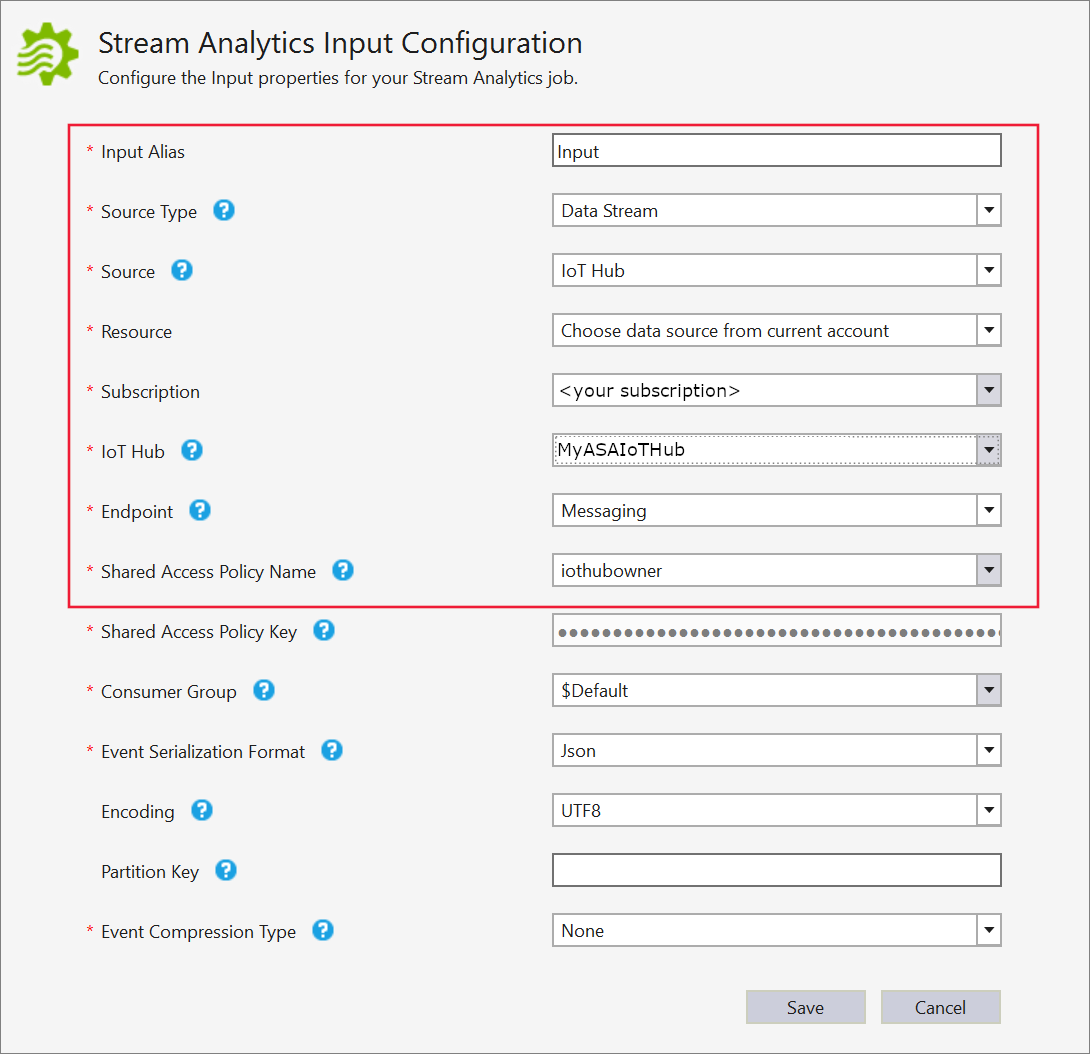 Stream Analytics Input Configuration
Configure the Input properties for your Stream Analytics job.
* Input Alias Input
* Source Type ? Data Stream
* Source ? IoT Hub
* Resource Choose data source from current account
* Subscription <your subscription>
* IoT Hub ? MyASAIoTHub
* Endpoint ? Messaging
* Shared Access Policy Name ? iothubowner
* Shared Access Policy Key ? ●●●●●●●●●●●●●●●●●●●●●●●●●●●●●●●●●●●●●●●●
* Consumer Group ? $Default
* Event Serialization Format ? Json
Encoding ? UTF8
Partition Key ?
* Event Compression Type ? None
Save Cancel